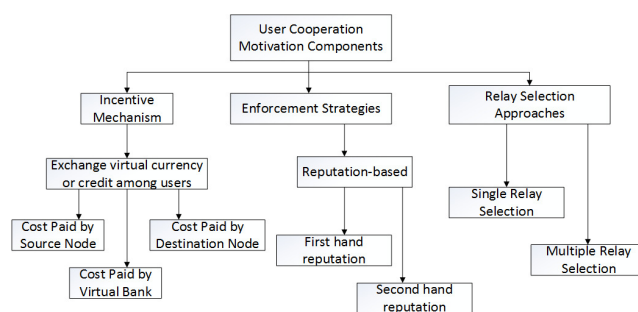 User Cooperation
Motivation Components
Incentive
Mechanism
Enforcement Strategies
Relay Selection
Approaches
Exchange virtual currency
or credit among users
Reputation-based
Single Relay
Selection
Cost Paid by
Source Node
Cost Paid by
Destination Node
First hand
reputation
Multiple Relay
Selection
Cost Paid by
Virtual Bank
Second hand
reputation